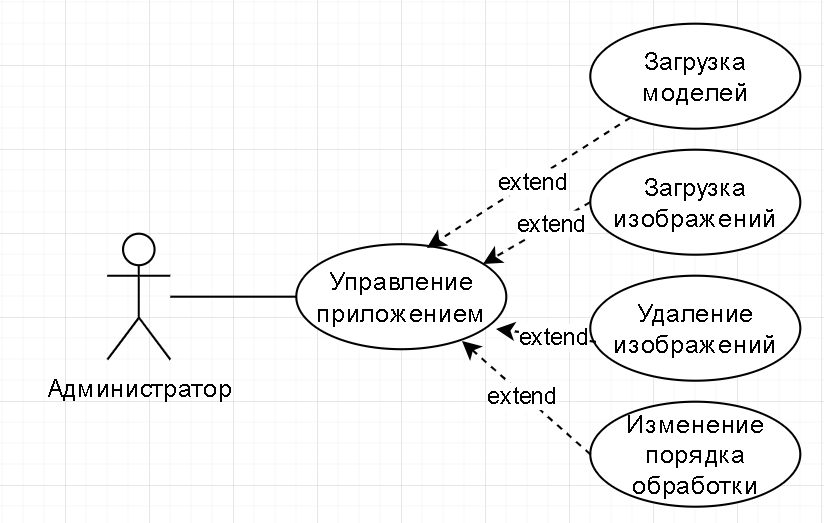 Загрузка
моделей
extend
Загрузка
изображений
extend
Управление
приложением
Удаление
изображений
extend
Администратор
extend
Изменение
порядка
обработки